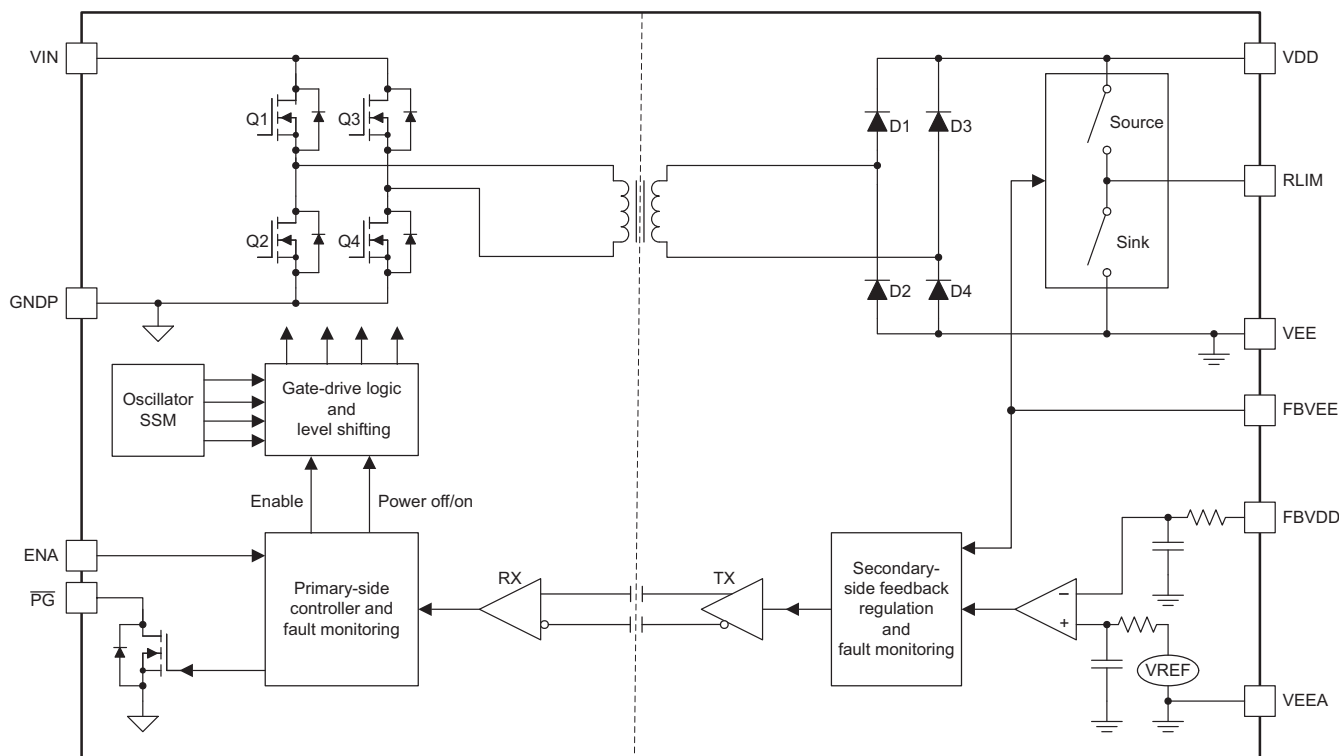 VIN
VDD
Q1
Q3
D1
D3
Source
RLIM
Q2
Q4
Sink
GNDP
D2
D4
VEE
Oscillator
SSM
Gate-drive logic
and
level shifting
FBVEE
Enable
Power off/on
FBVDD
ENA
PG
Primary-side
controller and
fault monitoring
RX
TX
Secondary-
side feedback
regulation
and
fault monitoring
–
+
VREF
VEEA